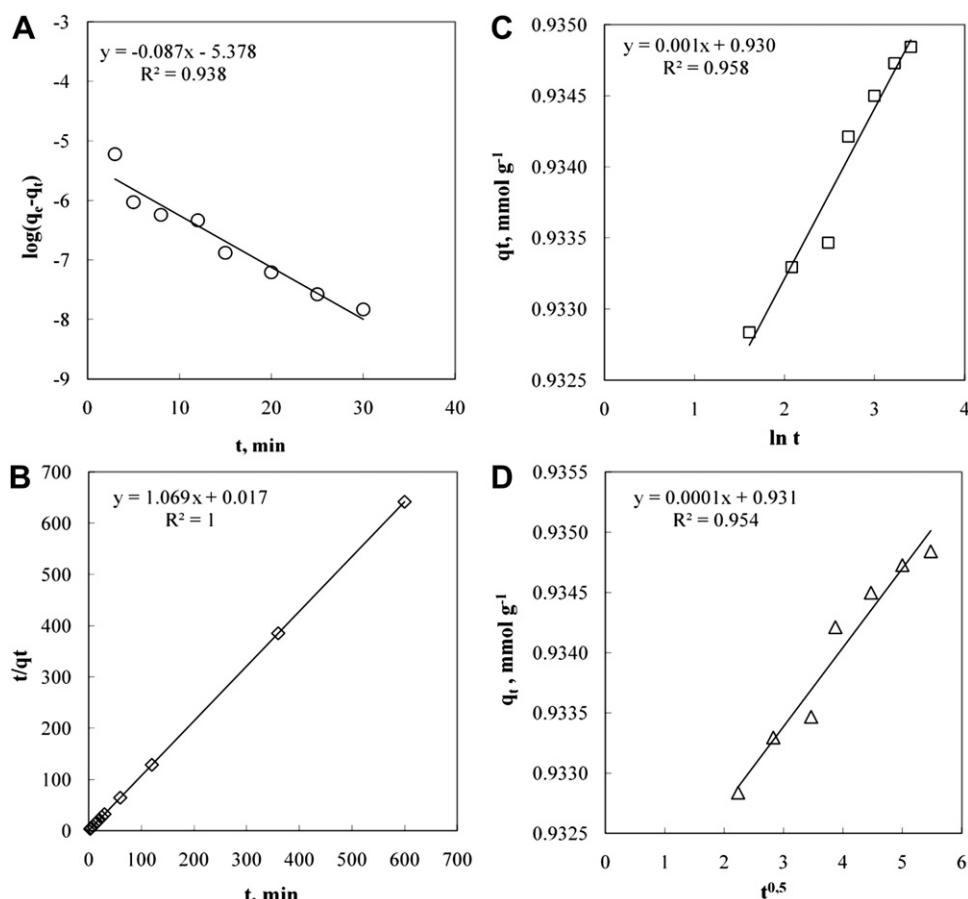 A
y = -0.087x - 5.378
R² = 0.938
-3
-4
-5
-6
-7
-8
-9
log(qe-qt)
0 10 20 30 40
t, min
C
y = 0.001x + 0.930
R² = 0.958
0.9350
0.9345
0.9340
0.9335
0.9330
0.9325
qt, mmol g-1
0 1 2 3 4
ln t
B
y = 1.069x + 0.017
R² = 1
700
600
500
400
300
200
100
0
t/qt
0 100 200 300 400 500 600 700
t, min
D
y = 0.0001x + 0.931
R² = 0.954
0.9355
0.9350
0.9345
0.9340
0.9335
0.9330
0.9325
qt , mmol g-1
0 1 2 3 4 5 6
t0.5